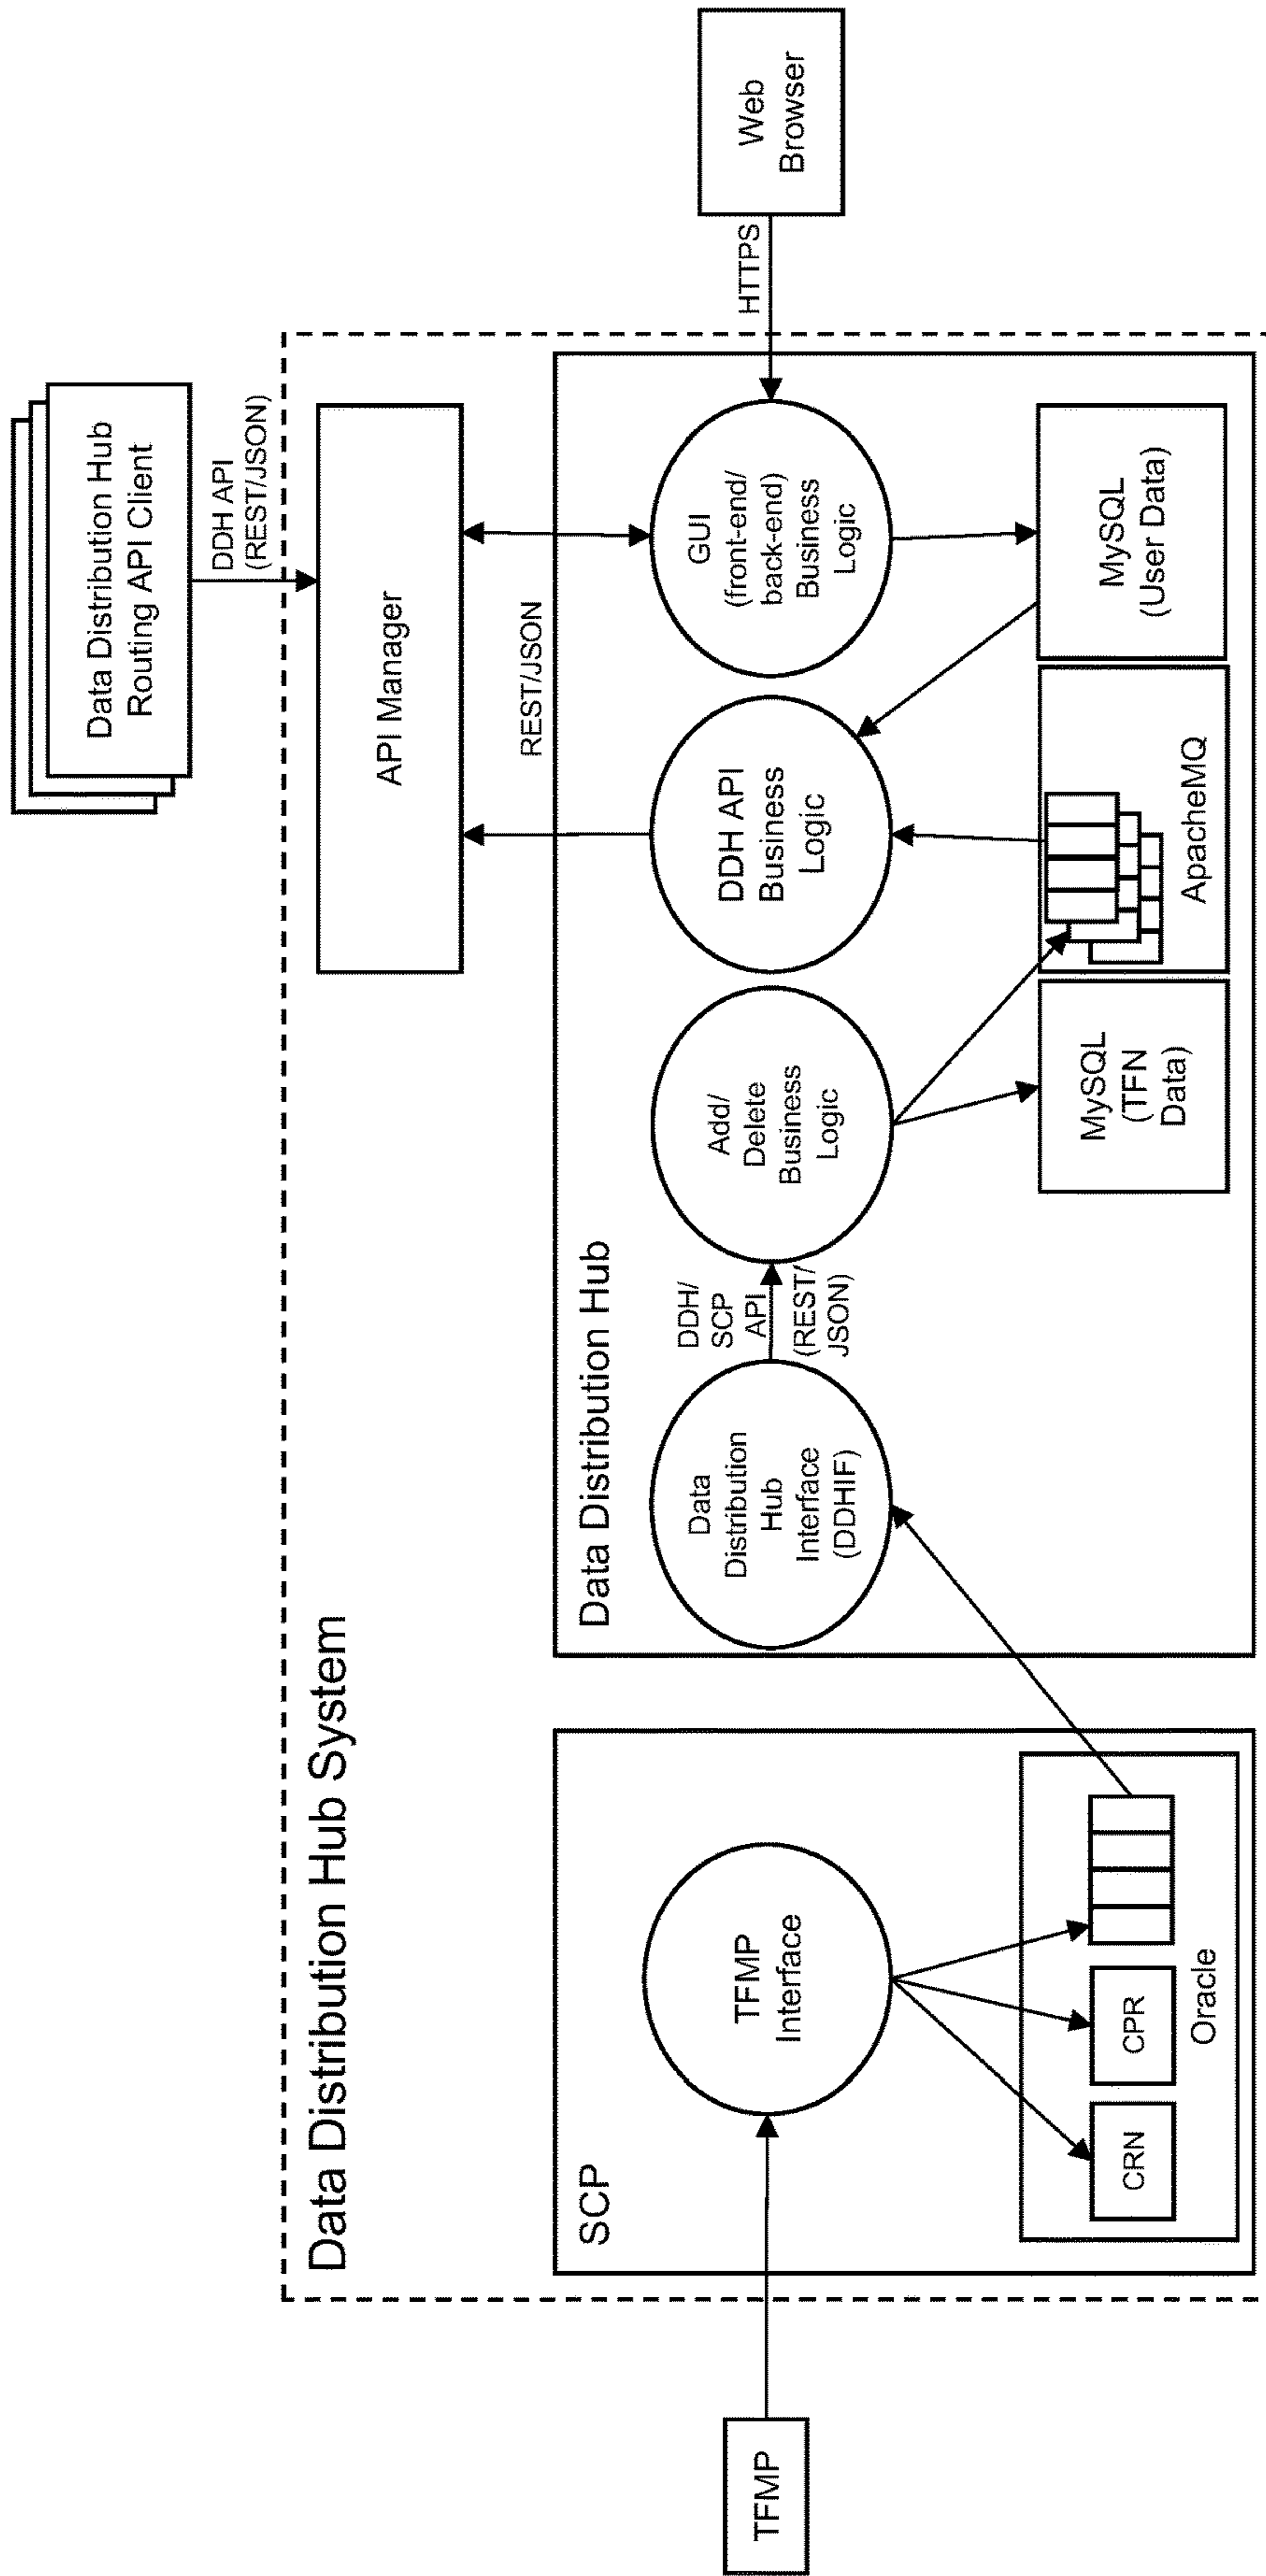 Data Distribution Hub
Routing API Client
DDH API
(REST/JSON)
Data Distribution Hub System
API Manager
REST/JSON
SCP
Data Distribution Hub
TFMP
TFMP
Interface
Data
Distribution
Hub
Interface
(DDHIF)
DDH/
SCP
API
(REST/
JSON)
Add/
Delete
Business
Logic
DDH API
Business
Logic
GUI
(front-end/
back-end)
Business
Logic
HTTPS
Web
Browser
CRN
CPR
Oracle
MySQL
(TFN
Data)
ApacheMQ
MySQL
(User Data)